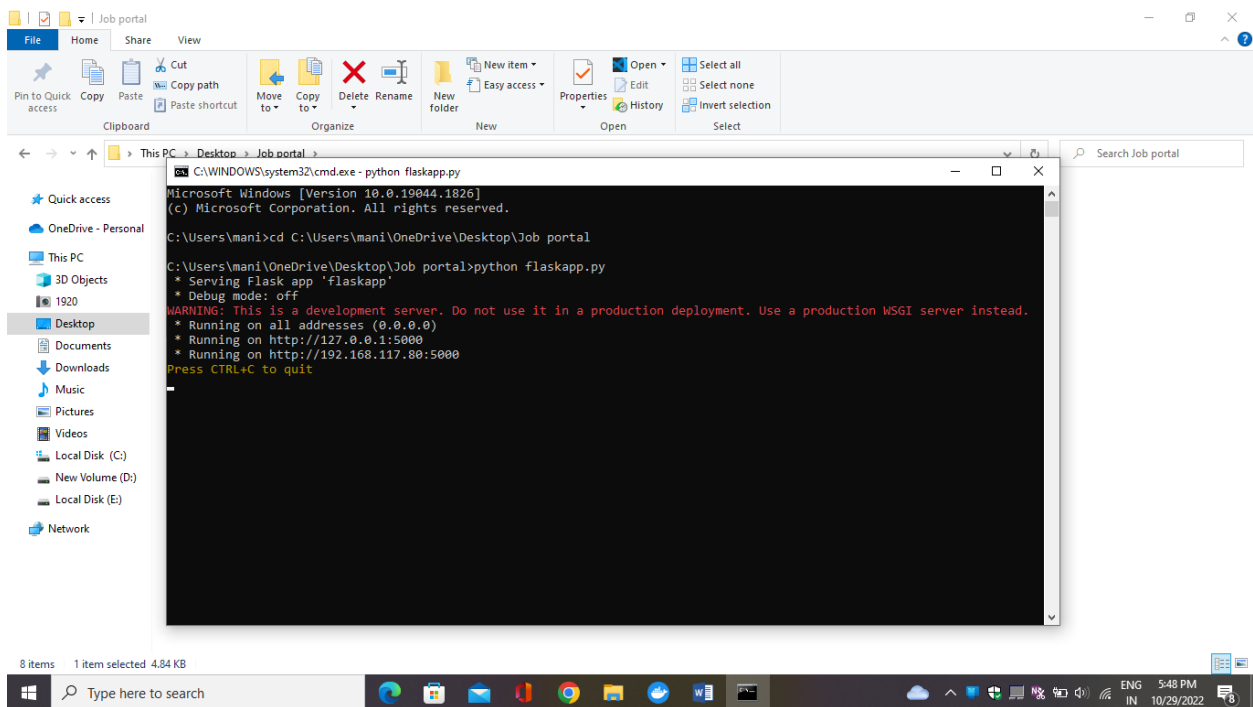 Job portal
File Home Share View
Pin to Quick access
Copy
Paste
Cut
Copy path
Paste shortcut
Clipboard
Move to
Copy to
Delete
Rename
Organize
New folder
New item
Easy access
New
Properties
Open
Edit
History
Open
Select all
Select none
Invert selection
Select
This PC > Desktop > Job portal >
Search Job portal
Quick access
OneDrive - Personal
This PC
3D Objects
1920
Desktop
Documents
Downloads
Music
Pictures
Videos
Local Disk (C:)
New Volume (D:)
Local Disk (E:)
Network
C:\WINDOWS\system32\cmd.exe - python flaskapp.py
Microsoft Windows [Version 10.0.19044.1826]
(c) Microsoft Corporation. All rights reserved.
C:\Users\mani>cd C:\Users\mani\OneDrive\Desktop\Job portal
C:\Users\mani\OneDrive\Desktop\Job portal>python flaskapp.py
* Serving Flask app 'flaskapp'
* Debug mode: off
WARNING: This is a development server. Do not use it in a production deployment. Use a production WSGI server instead.
* Running on all addresses (0.0.0.0)
* Running on http://127.0.0.1:5000
* Running on http://192.168.117.80:5000
Press CTRL+C to quit
8 items 1 item selected 4.84 KB
Type here to search
ENG
IN
5:48 PM
10/29/2022
8